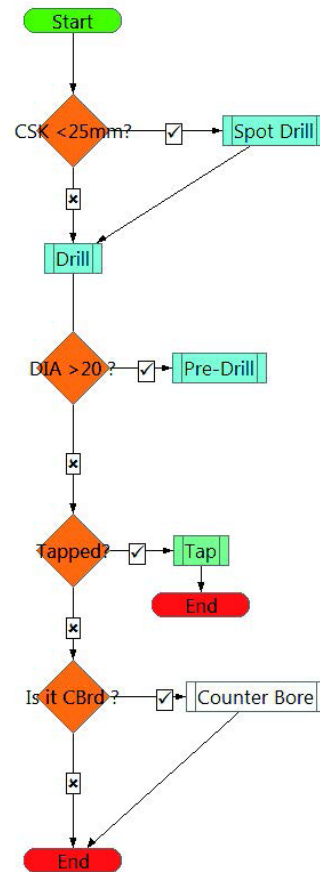 Start
CSK <25mm?
Spot Drill
Drill
DIA >20 ?
Pre-Drill
Tapped?
Tap
End
Is it CBrd ?
Counter Bore
End